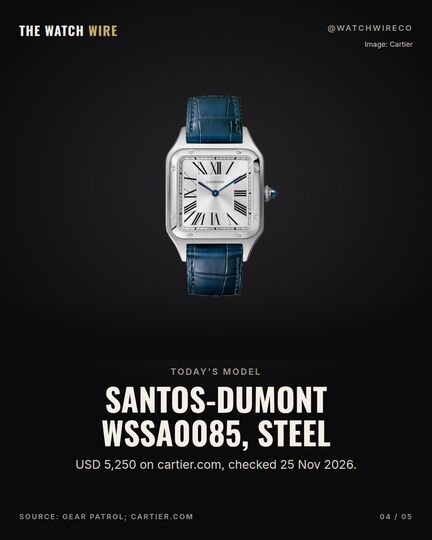 THE WATCH WIRE
@WATCHWIRECO
Image: Cartier
CARTIER
TODAY'S MODEL
SANTOS-DUMONT
WSSA0085, STEEL
USD 5,250 on cartier.com, checked 25 Nov 2026.
SOURCE: GEAR PATROL; CARTIER.COM
04 / 05